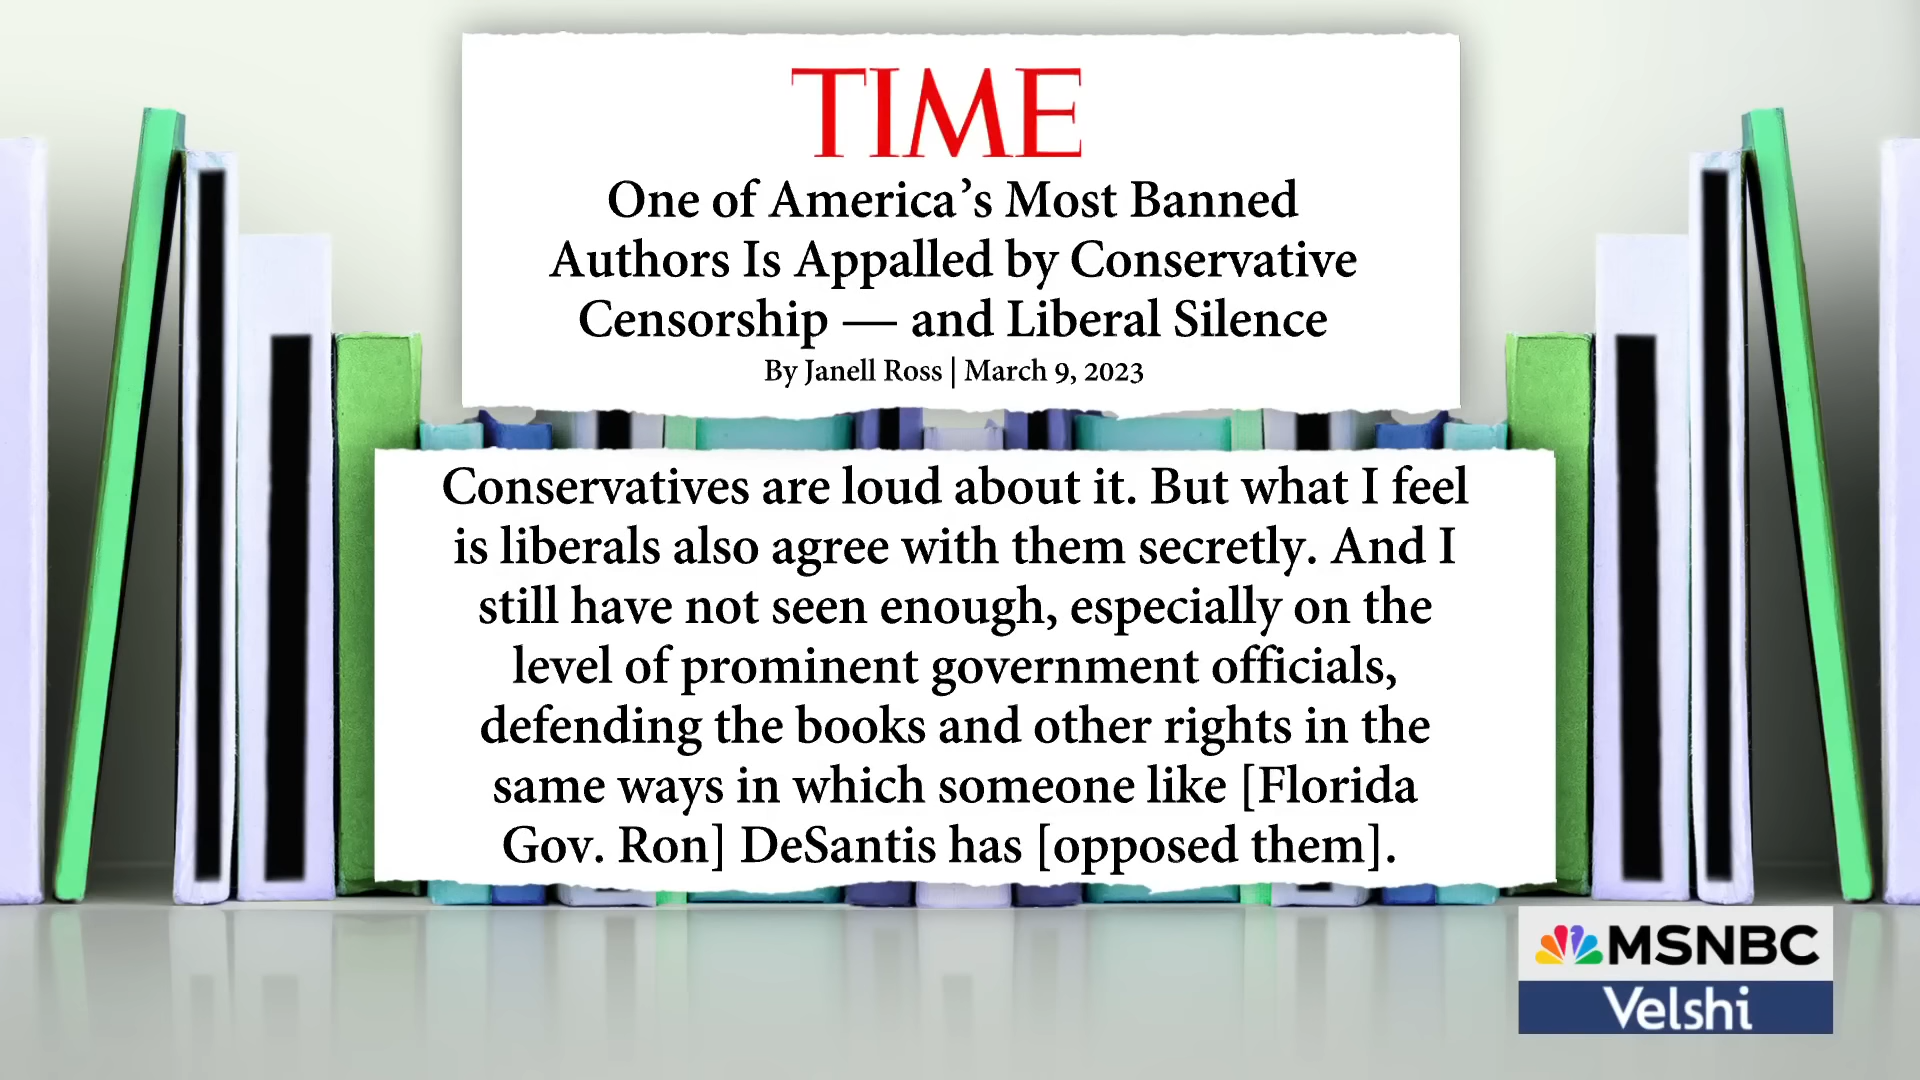 TIME
One of America’s Most Banned
Authors Is Appalled by Conservative
Censorship — and Liberal Silence
By Janell Ross | March 9, 2023
Conservatives are loud about it. But what I feel
is liberals also agree with them secretly. And I
still have not seen enough, especially on the
level of prominent government officials,
defending the books and other rights in the
same ways in which someone like [Florida
Gov. Ron] DeSantis has [opposed them].
MSNBC
Velshi